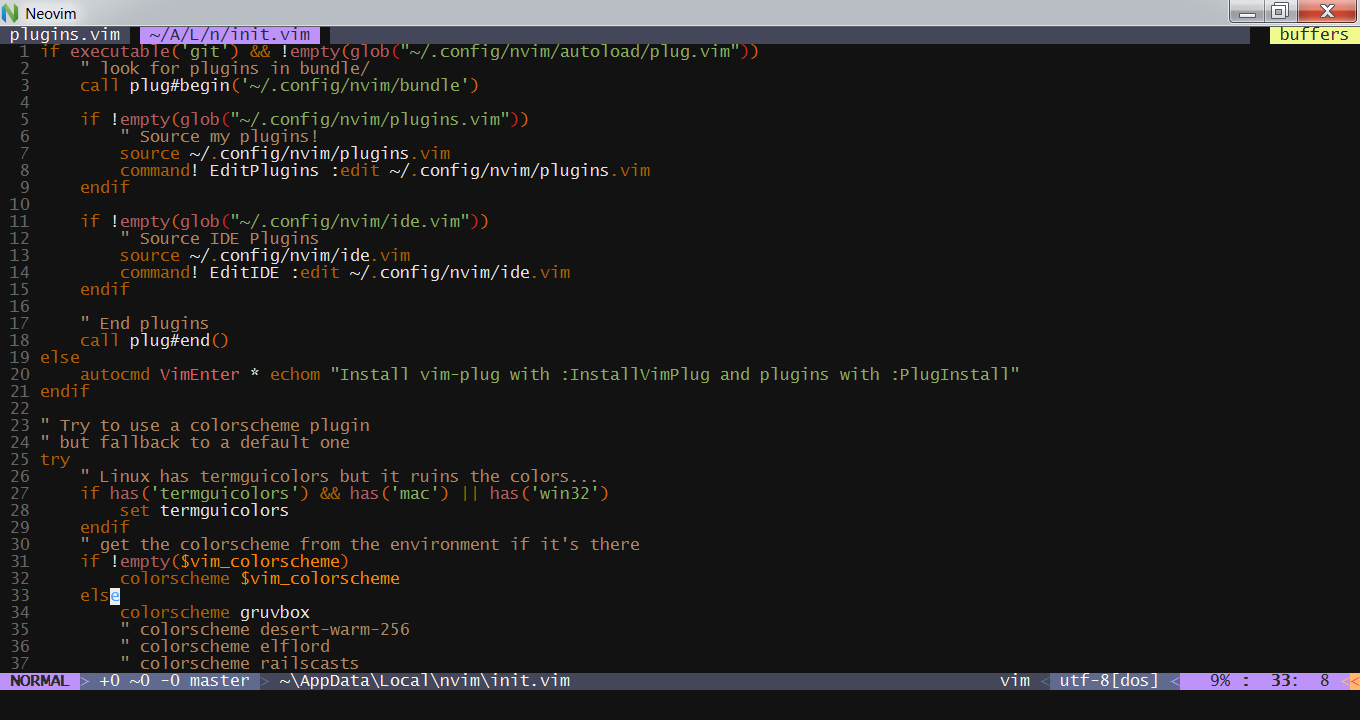 Neovim
plugins.vim ~/A/L/n/init.vim buffers
1 if executable('git') && !empty(glob("~/.config/nvim/autoload/plug.vim"))
2     " look for plugins in bundle/
3     call plug#begin('~/.config/nvim/bundle')
4
5     if !empty(glob("~/.config/nvim/plugins.vim"))
6         " Source my plugins!
7         source ~/.config/nvim/plugins.vim
8         command! EditPlugins :edit ~/.config/nvim/plugins.vim
9     endif
10
11     if !empty(glob("~/.config/nvim/ide.vim"))
12         " Source IDE Plugins
13         source ~/.config/nvim/ide.vim
14         command! EditIDE :edit ~/.config/nvim/ide.vim
15     endif
16
17     " End plugins
18     call plug#end()
19 else
20     autocmd VimEnter * echom "Install vim-plug with :InstallVimPlug and plugins with :PlugInstall"
21 endif
22
23 " Try to use a colorscheme plugin
24 " but fallback to a default one
25 try
26     " Linux has termguicolors but it ruins the colors...
27     if has('termguicolors') && has('mac') || has('win32')
28         set termguicolors
29     endif
30     " get the colorscheme from the environment if it's there
31     if !empty($vim_colorscheme)
32         colorscheme $vim_colorscheme
33     else
34         colorscheme gruvbox
35         " colorscheme desert-warm-256
36         " colorscheme elflord
37         " colorscheme railscasts
NORMAL > +0 ~0 -0 master > ~\AppData\Local\nvim\init.vim vim < utf-8[dos] < 9% : 33: 8 <<